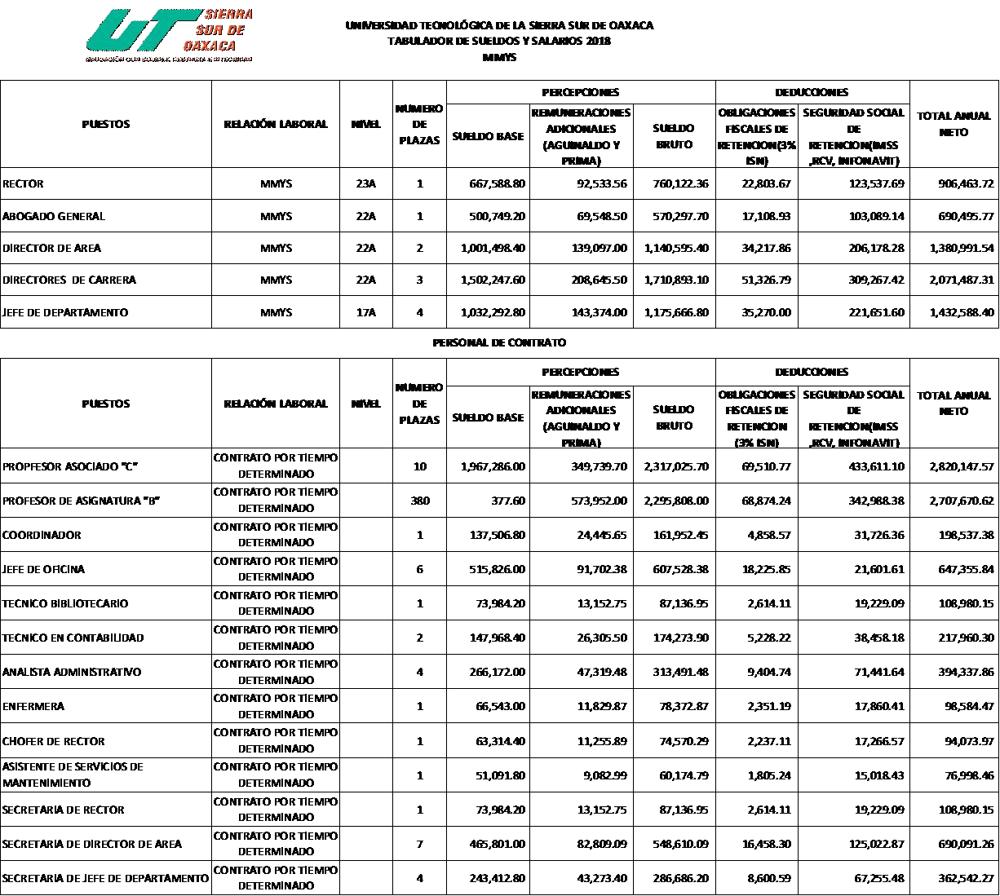 SIERRA
SUR DE
OAXACA
UNIVERSIDAD TECNOLÓGICA DE LA SIERRA SUR DE OAXACA
TABULADOR DE SUELDOS Y SALARIOS 2018
MMYS
PUESTOS RELACIÓN LABORAL NIVEL NÚMERO DE PLAZAS PERCEPCIONES DEDUCCIONES TOTAL ANUAL NETO
SUELDO BASE REMUNERACIONES ADICIONALES (AGUINALDO Y PRIMA) SUELDO BRUTO OBLIGACIONES FISCALES DE RETENCION(3% ISN) SEGURIDAD SOCIAL DE RETENCION(IMSS ,RCV, INFONAVIT)
RECTOR MMYS 23A 1 667,588.80 92,533.56 760,122.36 22,803.67 123,537.69 906,463.72
ABOGADO GENERAL MMYS 22A 1 500,749.20 69,548.50 570,297.70 17,108.93 103,089.14 690,495.77
DIRECTOR DE AREA MMYS 22A 2 1,001,498.40 139,097.00 1,140,595.40 34,217.86 206,178.28 1,380,991.54
DIRECTORES DE CARRERA MMYS 22A 3 1,502,247.60 208,645.50 1,710,893.10 51,326.79 309,267.42 2,071,487.31
JEFE DE DEPARTAMENTO MMYS 17A 4 1,032,292.80 143,374.00 1,175,666.80 35,270.00 221,651.60 1,432,588.40
PERSONAL DE CONTRATO
PUESTOS RELACIÓN LABORAL NIVEL NÚMERO DE PLAZAS PERCEPCIONES DEDUCCIONES TOTAL ANUAL NETO
SUELDO BASE REMUNERACIONES ADICIONALES (AGUINALDO Y PRIMA) SUELDO BRUTO OBLIGACIONES FISCALES DE RETENCION (3% ISN) SEGURIDAD SOCIAL DE RETENCION(IMSS ,RCV, INFONAVIT)
PROPFESOR ASOCIADO "C" CONTRATO POR TIEMPO DETERMINADO 10 1,967,286.00 349,739.70 2,317,025.70 69,510.77 433,611.10 2,820,147.57
PROFESOR DE ASIGNATURA "B" CONTRATO POR TIEMPO DETERMINADO 380 377.60 573,952.00 2,295,808.00 68,874.24 342,988.38 2,707,670.62
COORDINADOR CONTRATO POR TIEMPO DETERMINADO 1 137,506.80 24,445.65 161,952.45 4,858.57 31,726.36 198,537.38
JEFE DE OFICINA CONTRATO POR TIEMPO DETERMINADO 6 515,826.00 91,702.38 607,528.38 18,225.85 21,601.61 647,355.84
TECNICO BIBLIOTECARIO CONTRATO POR TIEMPO DETERMINADO 1 73,984.20 13,152.75 87,136.95 2,614.11 19,229.09 108,980.15
TECNICO EN CONTABILIDAD CONTRATO POR TIEMPO DETERMINADO 2 147,968.40 26,305.50 174,273.90 5,228.22 38,458.18 217,960.30
ANALISTA ADMINISTRATIVO CONTRATO POR TIEMPO DETERMINADO 4 266,172.00 47,319.48 313,491.48 9,404.74 71,441.64 394,337.86
ENFERMERA CONTRATO POR TIEMPO DETERMINADO 1 66,543.00 11,829.87 78,372.87 2,351.19 17,860.41 98,584.47
CHOFER DE RECTOR CONTRATO POR TIEMPO DETERMINADO 1 63,314.40 11,255.89 74,570.29 2,237.11 17,266.57 94,073.97
ASISTENTE DE SERVICIOS DE MANTENIMIENTO CONTRATO POR TIEMPO DETERMINADO 1 51,091.80 9,082.99 60,174.79 1,805.24 15,018.43 76,998.46
SECRETARIA DE RECTOR CONTRATO POR TIEMPO DETERMINADO 1 73,984.20 13,152.75 87,136.95 2,614.11 19,229.09 108,980.15
SECRETARIA DE DIRECTOR DE AREA CONTRATO POR TIEMPO DETERMINADO 7 465,801.00 82,809.09 548,610.09 16,458.30 125,022.87 690,091.26
SECRETARIA DE JEFE DE DEPARTAMENTO CONTRATO POR TIEMPO DETERMINADO 4 243,412.80 43,273.40 286,686.20 8,600.59 67,255.48 362,542.27